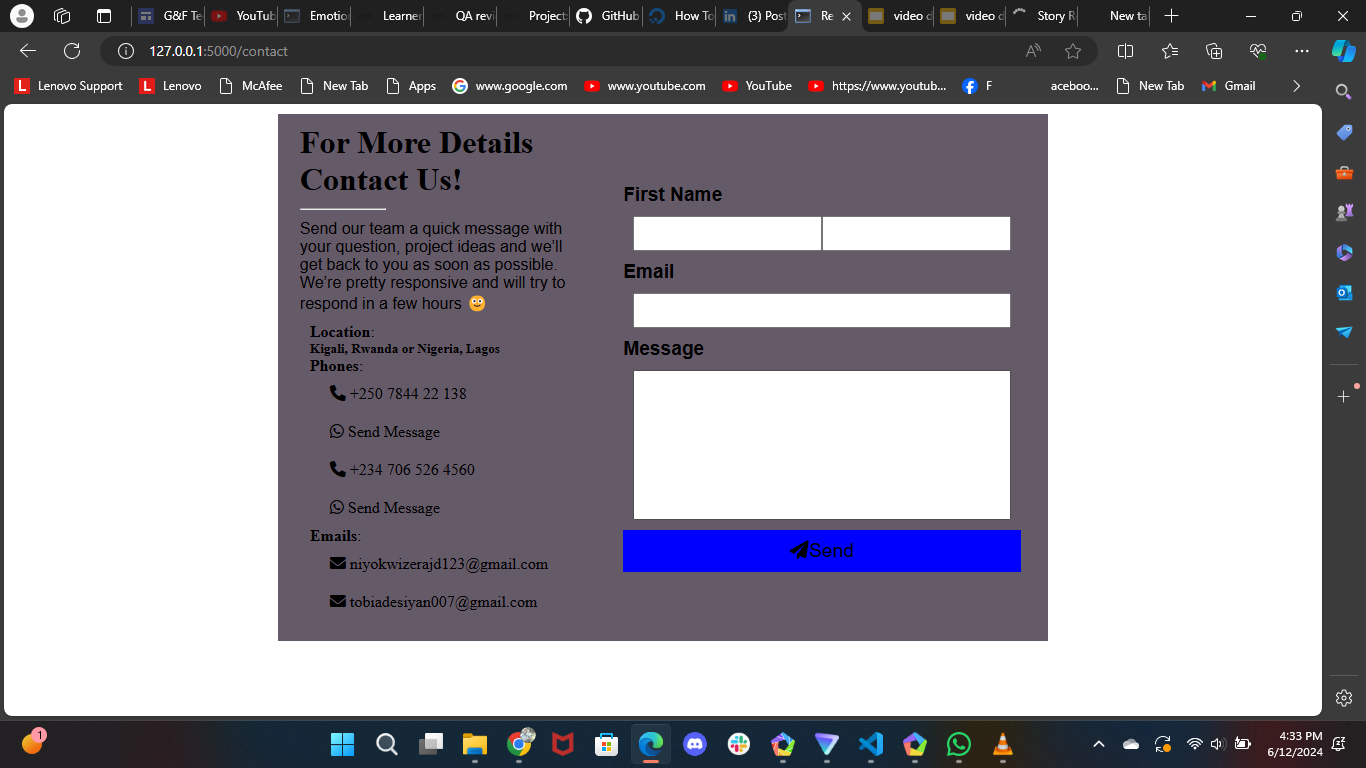 G&F Te
YouTub
Emotio
Learner
QA revi
Project:
GitHub
How To
(3) Post
Re
video d
video d
Story R
New ta
127.0.0.1:5000/contact
Lenovo Support
Lenovo
McAfee
New Tab
Apps
www.google.com
www.youtube.com
YouTube
https://www.youtub...
F
aceboo...
New Tab
Gmail
For More Details
Contact Us!
Send our team a quick message with
your question, project ideas and we'll
get back to you as soon as possible.
We're pretty responsive and will try to
respond in a few hours
Location:
Kigali, Rwanda or Nigeria, Lagos
Phones:
+250 7844 22 138
Send Message
+234 706 526 4560
Send Message
Emails:
niyokwizerajd123@gmail.com
tobiadesiyan007@gmail.com
First Name
Email
Message
Send
1
4:33 PM
6/12/2024